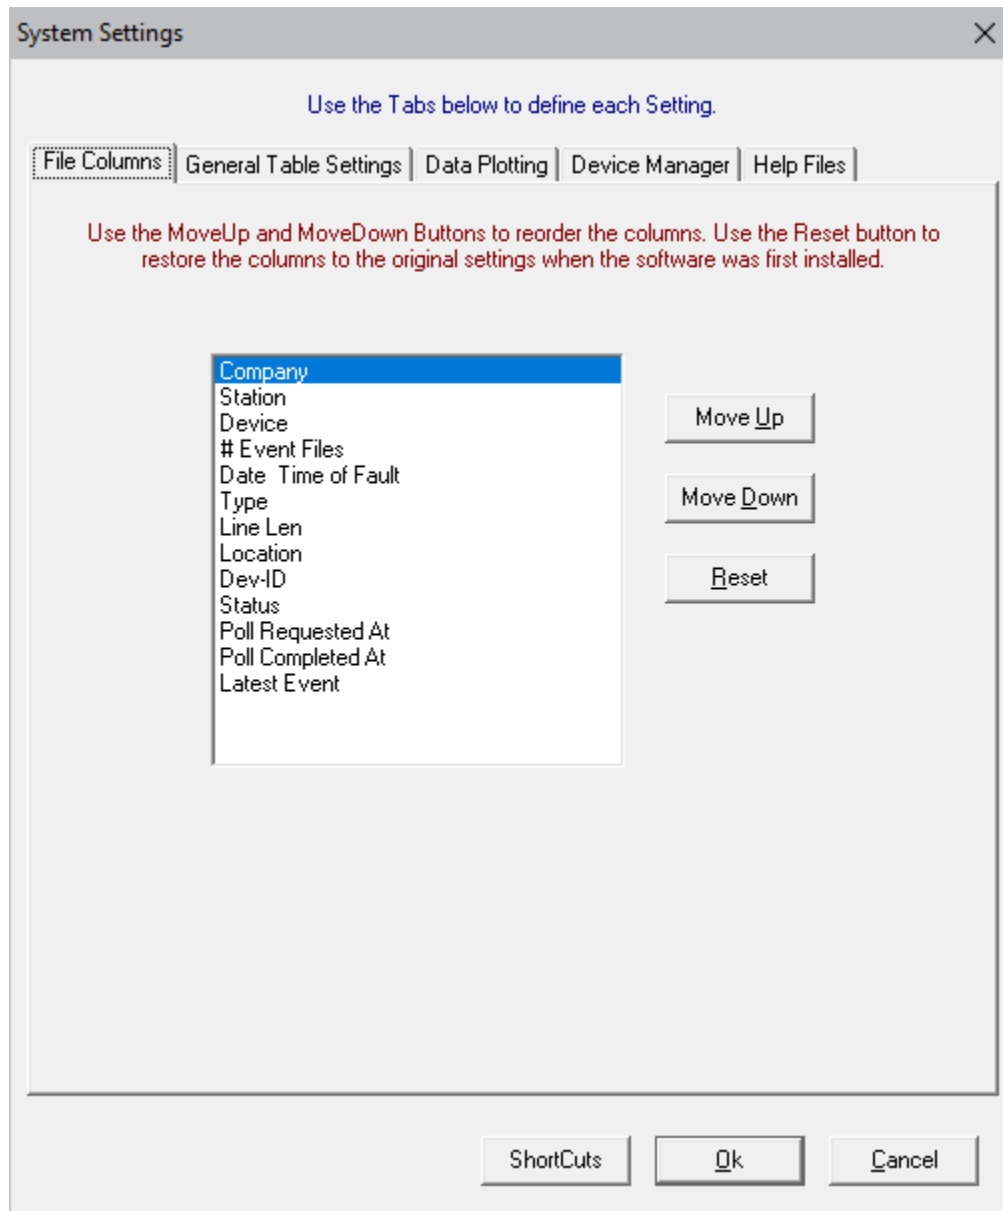 System Settings
Use the Tabs below to define each Setting.
File Columns
General Table Settings
Data Plotting
Device Manager
Help Files
Use the MoveUp and MoveDown Buttons to reorder the columns. Use the Reset button to
restore the columns to the original settings when the software was first installed.
Company
Station
Device
# Event Files
Date  Time of Fault
Type
Line Len
Location
Dev-ID
Status
Poll Requested At
Poll Completed At
Latest Event
Move Up
Move Down
Reset
ShortCuts
Ok
Cancel